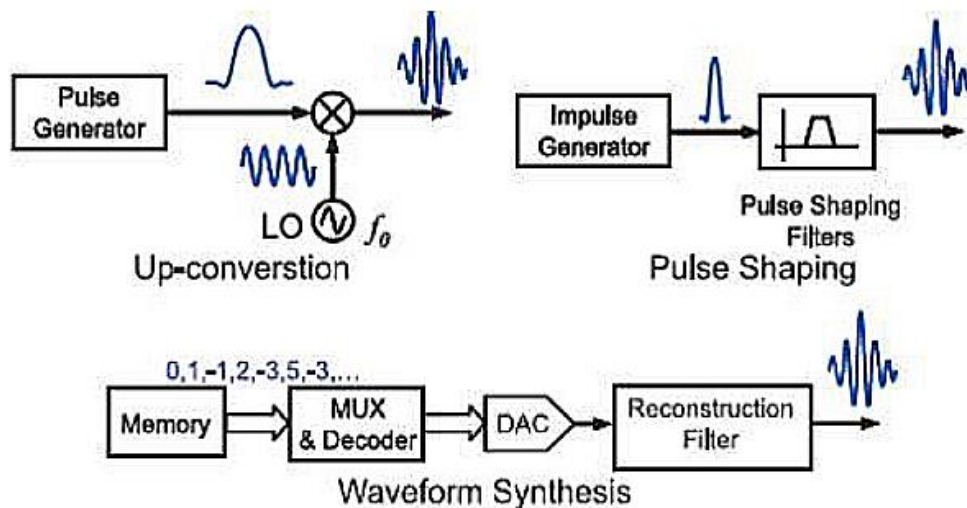 Pulse
Generator
LO
f₀
Up-converstion
Impulse
Generator
Pulse Shaping
Filters
Pulse Shaping
0,1,-1,2,-3,5,-3,...
Memory
MUX
& Decoder
DAC
Reconstruction
Filter
Waveform Synthesis